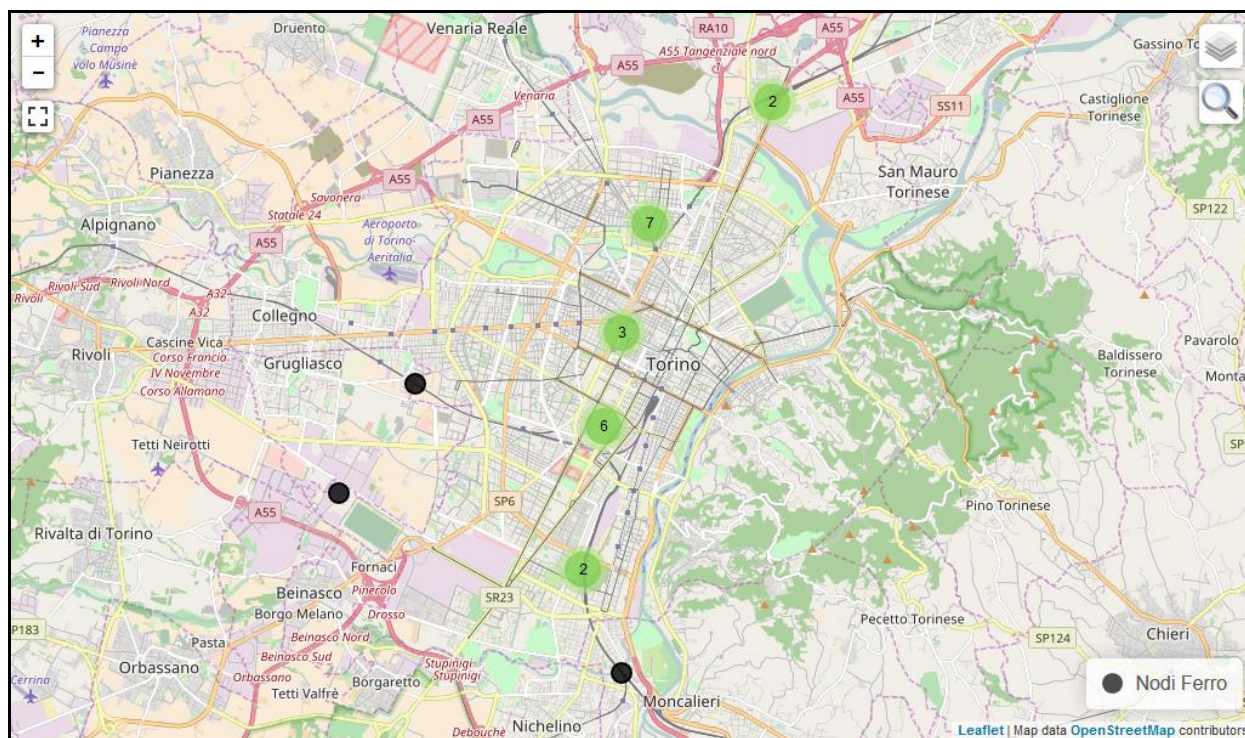 +
−
Pianezza
- Campo
volo Musinè
Druento
Venaria Reale
RA10
A55
A55 Tangenziale nord
A55
Gassino To
2
A55
SS11
Castiglione
Torinese
Venaria
A55
Pianezza
A55
San Mauro
Torinese
Savonera
Statale 24
SP122
Alpignano
Aeroporto
di Torino-
Aeritalia
7
A55
Rivoli Sud
Rivoli Nord
Rivoli
A32
A32
Collegno
3
Cascine Vica
Rivoli
Corso Francia
IV Novembre
Corso Allamano
Grugliasco
Torino
Baldissero
Torinese
Pavarolo
Monta
6
Tetti Neirotti
SP
SP6
A55
Pino Torinese
Rivalta di Torino
Fornaci
2
Beinasco
Pinerolo
Drosso
SR23
Borgo Melano
Pecetto Torinese
P183
Pasta
Beinasco Nord
Beinasco Sud
SP124
Chieri
Orbassano
Orbassano
Stupinigi
Stupinigi
Cerrina
Borgaretto
Tetti Valfrè
Moncalieri
Nodi Ferro
Nichelino
Debouchè
Leaflet | Map data OpenStreetMap contributors